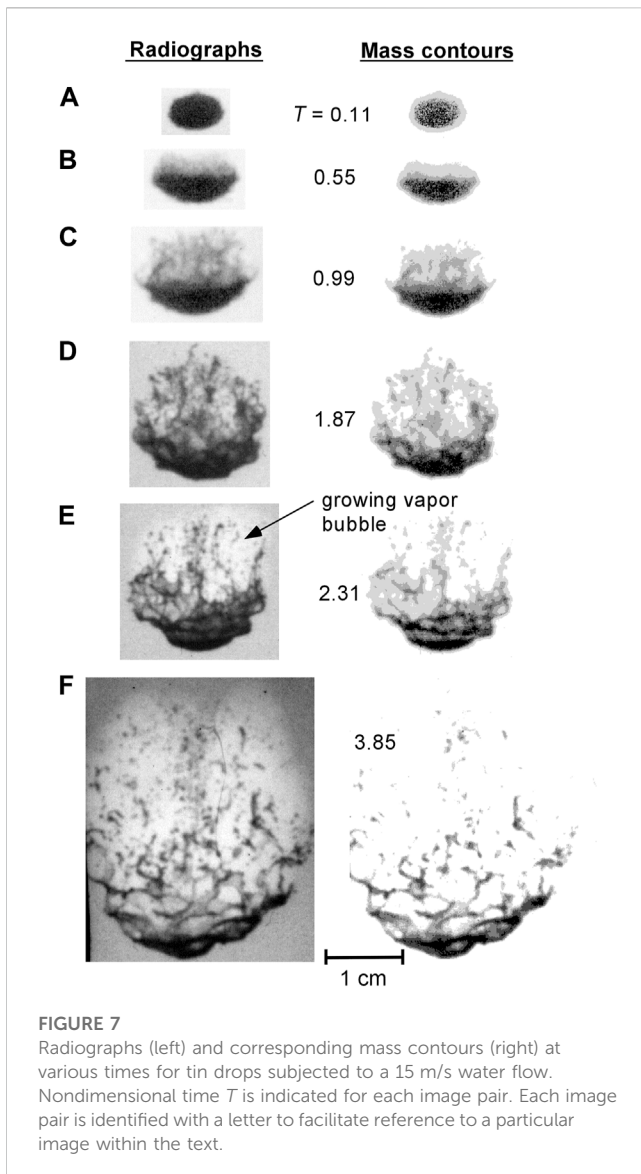 Radiographs
Mass contours
A
T = 0.11
B
0.55
C
0.99
D
1.87
growing vapor
bubble
E
2.31
F
3.85
1 cm
FIGURE 7
Radiographs (left) and corresponding mass contours (right) at
various times for tin drops subjected to a 15 m/s water flow.
Nondimensional time T is indicated for each image pair. Each image
pair is identified with a letter to facilitate reference to a particular
image within the text.